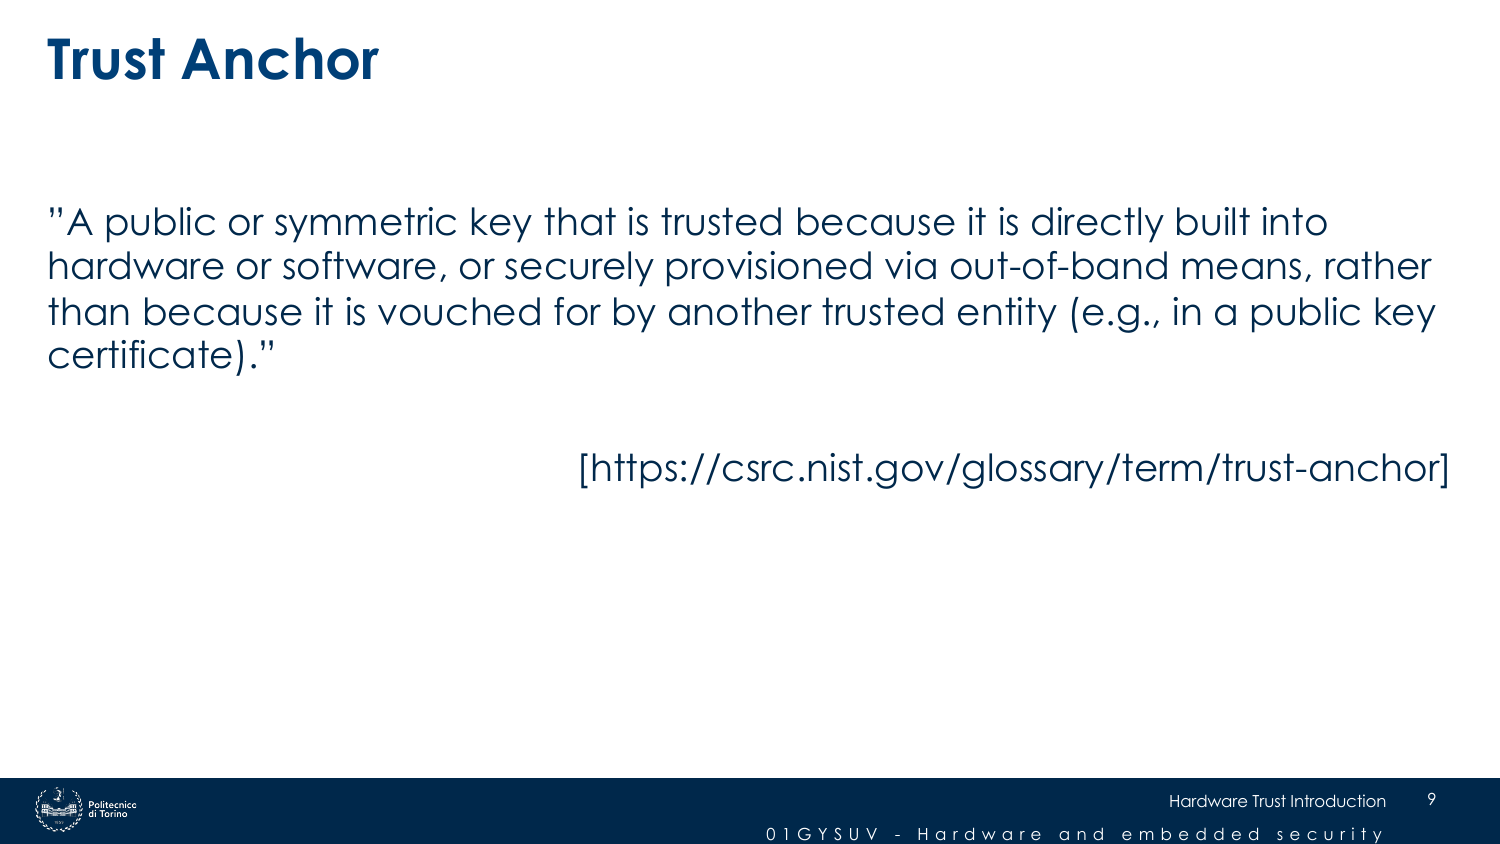 Trust Anchor
”A public or symmetric key that is trusted because it is directly built into
hardware or software, or securely provisioned via out-of-band means, rather
than because it is vouched for by another trusted entity (e.g., in a public key
certificate).”
[https://csrc.nist.gov/glossary/term/trust-anchor]
Politecnico
di Torino
Hardware Trust Introduction
9
01GYSUV - Hardware and embedded security